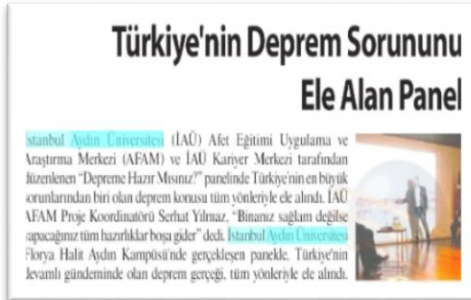 Türkiye'nin Deprem Sorununu
Ele Alan Panel
İstanbul Aydın Üniversitesi (İAÜ) Afet Eğitimi Uygulama ve
Araştırma Merkezi (AFAM) ve İAÜ Kariyer Merkezi tarafından
düzenlenen “Depreme Hazır Mısınız?” panelinde Türkiye'nin en büyük
sorunlarından biri olan deprem konusu tüm yönleriyle ele alındı. İAÜ
AFAM Proje Koordinatörü Serhat Yılmaz, “Binanız sağlam değilse
yapacağınız tüm hazırlıklar boşa gider” dedi. İstanbul Aydın Üniversitesi
Florya Halit Aydın Kampüsü'nde gerçekleşen panelde, Türkiye'nin
devamlı gündeminde olan deprem gerçeği, tüm yönleriyle ele alındı.